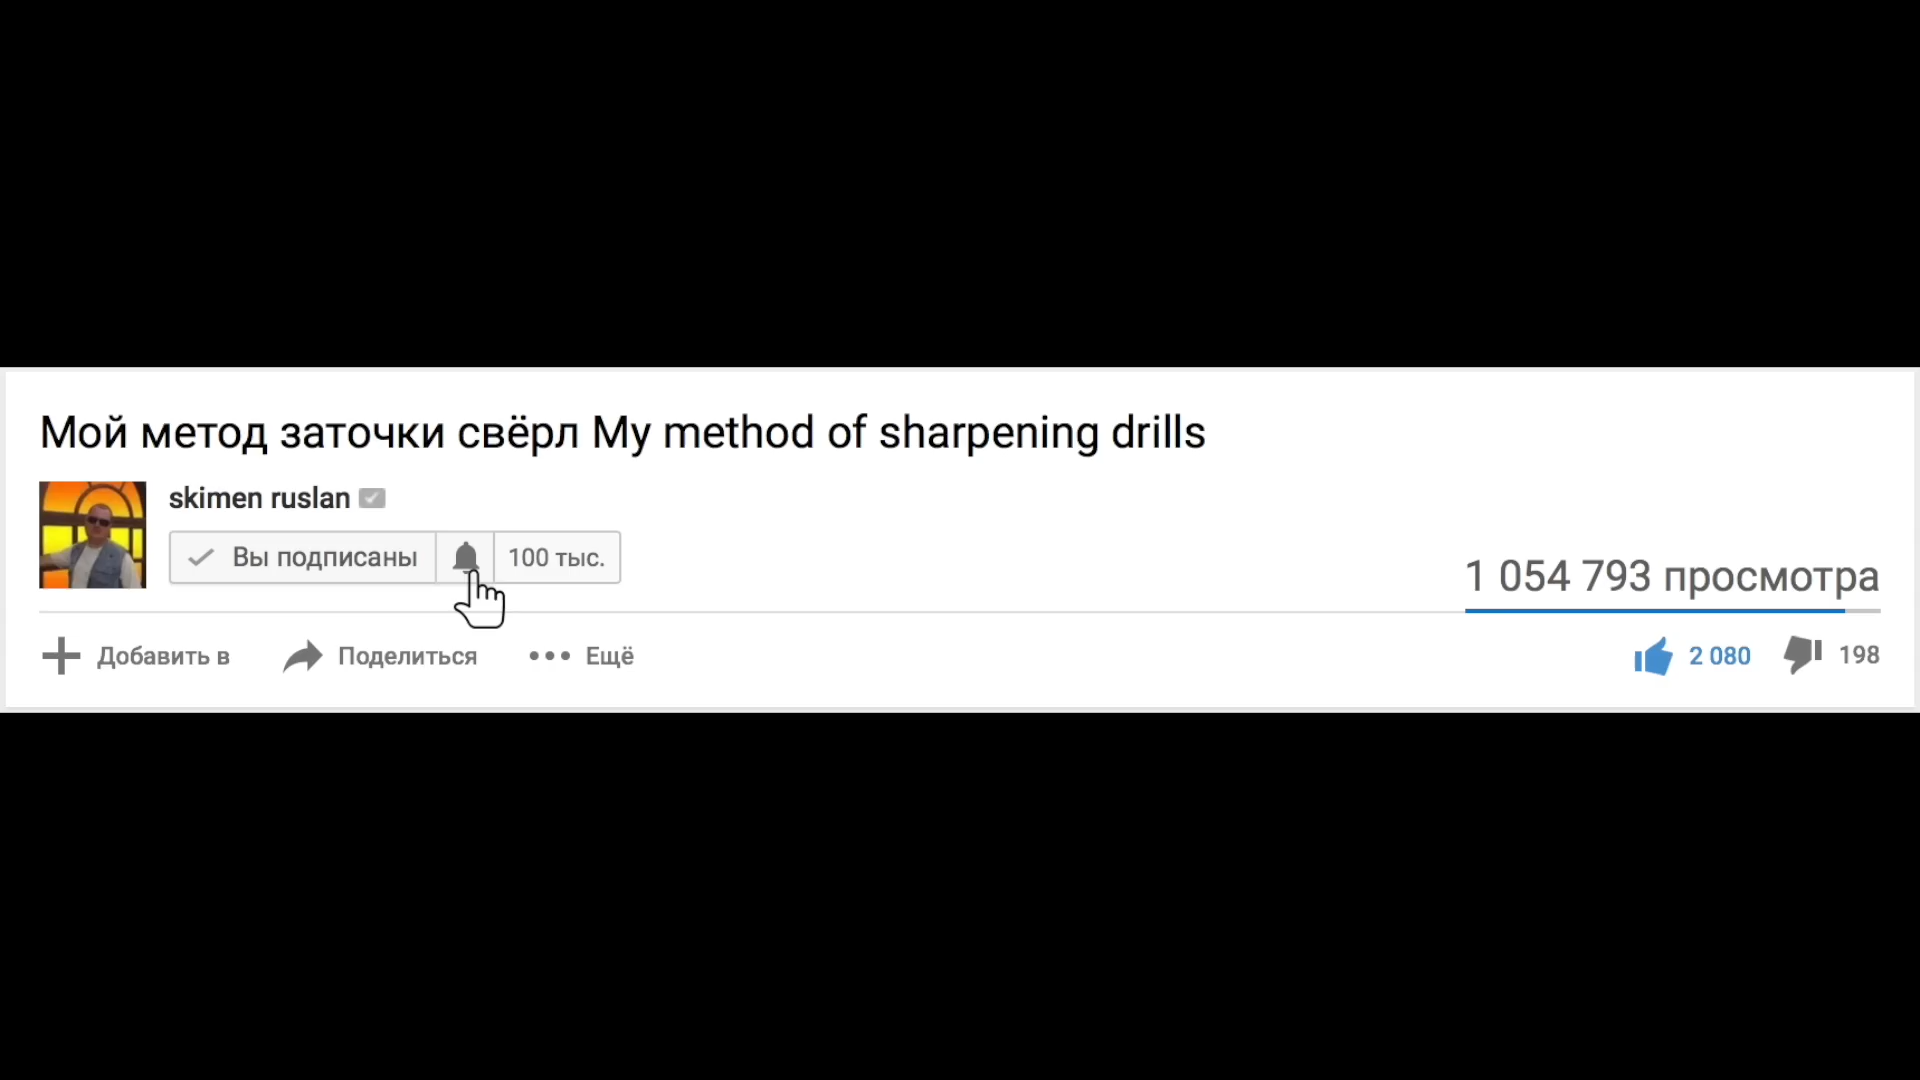 Мой метод заточки свёрл My method of sharpening drills
skimen ruslan
Вы подписаны 100 тыс.
1 054 793 просмотра
Добавить в Поделиться Ещё 2 080 198